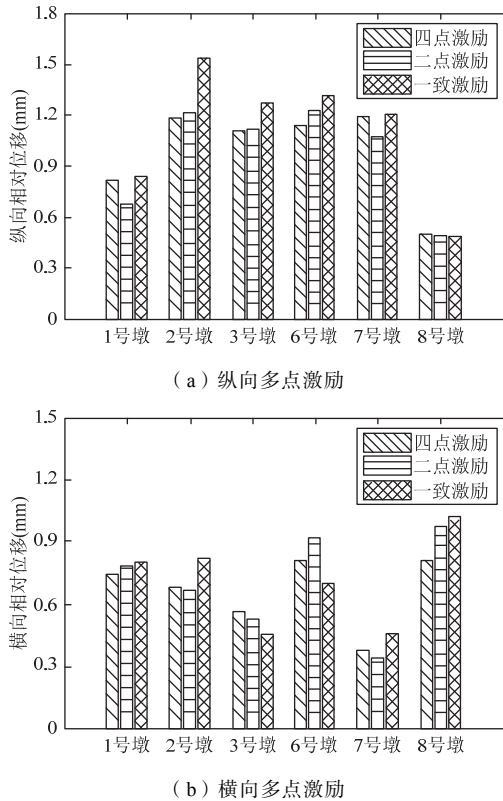 1.8
1.5
1.2
0.9
0.6
0.3
0
纵向相对位移(mm)
四点激励
二点激励
一致激励
1号墩 2号墩 3号墩 6号墩 7号墩 8号墩
（a）纵向多点激励
1.5
1.2
0.9
0.6
0.3
0
横向相对位移(mm)
四点激励
二点激励
一致激励
1号墩 2号墩 3号墩 6号墩 7号墩 8号墩
（b）横向多点激励